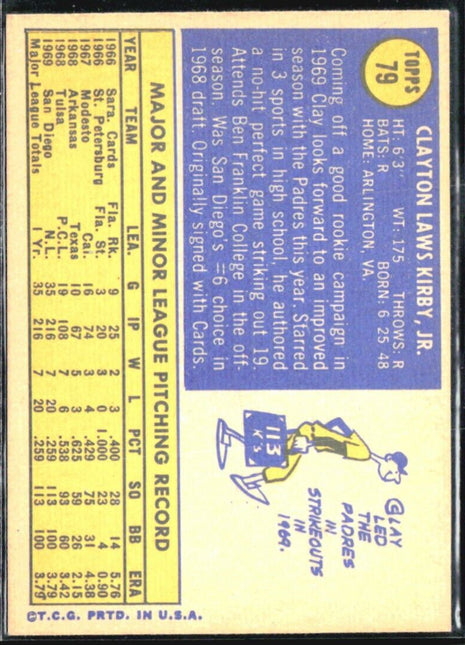 TOPPS
79
CLAYTON LAWS KIRBY, JR.
HT: 6'3" WT: 175 THROWS: R
BATS: R BORN: 6 25 48
HOME: ARLINGTON, VA.
Coming off a good rookie campaign in
1969 Clay looks forward to an improved
season with the Padres this year. Starred
in 3 sports in high school, he authored
a no-hit perfect game striking out 19.
Attends Ben Franklin College in the off-
season. Was San Diego's #6 choice in
1968 draft. Originally signed with Cards
113
K's
CLAY
LED
THE
PADRES
IN
STRIKEOUTS
IN
1969.
MAJOR AND MINOR LEAGUE PITCHING RECORD
YEAR TEAM LEA. G IP W L PCT SO BB ERA
1966 Sara. Cards Fla. Rk. 9 25 2 3 .400 28 14 5.76
1966 St. Petersburg Fla. St. 3 20 3 0 1.000 23 4 0.90
1967 Modesto Cal. 16 74 3 4 .429 75 31 4.38
1968 Arkansas Texas 10 67 5 3 .625 59 26 2.15
1968 Tulsa P.C.L. 19 108 7 6 .538 93 60 3.42
1969 San Diego N.L. 35 216 7 20 .259 113 100 3.79
Major League Totals 1 Yr. 35 216 7 20 .259 113 100 3.79
©T.C.G. PRTD. IN U.S.A.